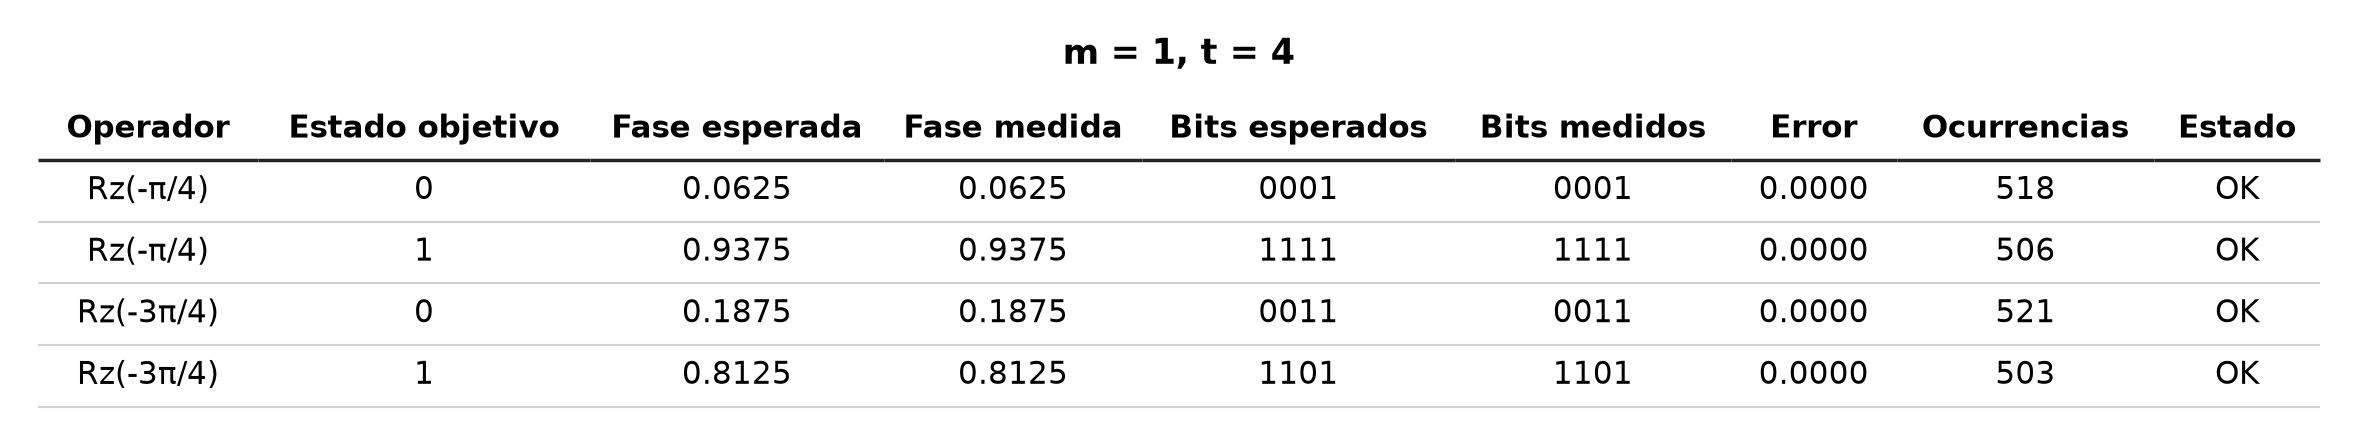 m = 1, t = 4
Operador Estado objetivo Fase esperada Fase medida Bits esperados Bits medidos Error Ocurrencias Estado
Rz(-π/4) 0 0.0625 0.0625 0001 0001 0.0000 518 OK
Rz(-π/4) 1 0.9375 0.9375 1111 1111 0.0000 506 OK
Rz(-3π/4) 0 0.1875 0.1875 0011 0011 0.0000 521 OK
Rz(-3π/4) 1 0.8125 0.8125 1101 1101 0.0000 503 OK